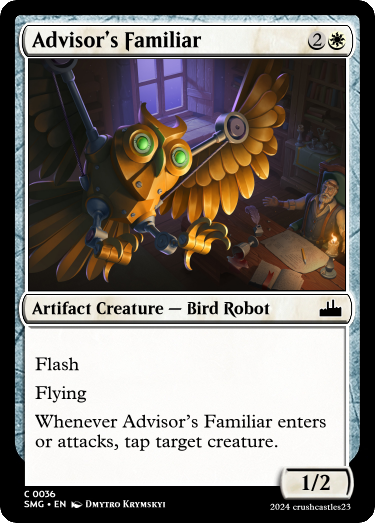 Advisor's Familiar 2
Artifact Creature — Bird Robot
Flash
Flying
Whenever Advisor's Familiar enters
or attacks, tap target creature.
1/2
C 0036
SMG • EN Dmytro Krymskyi
2024 crushcastles23